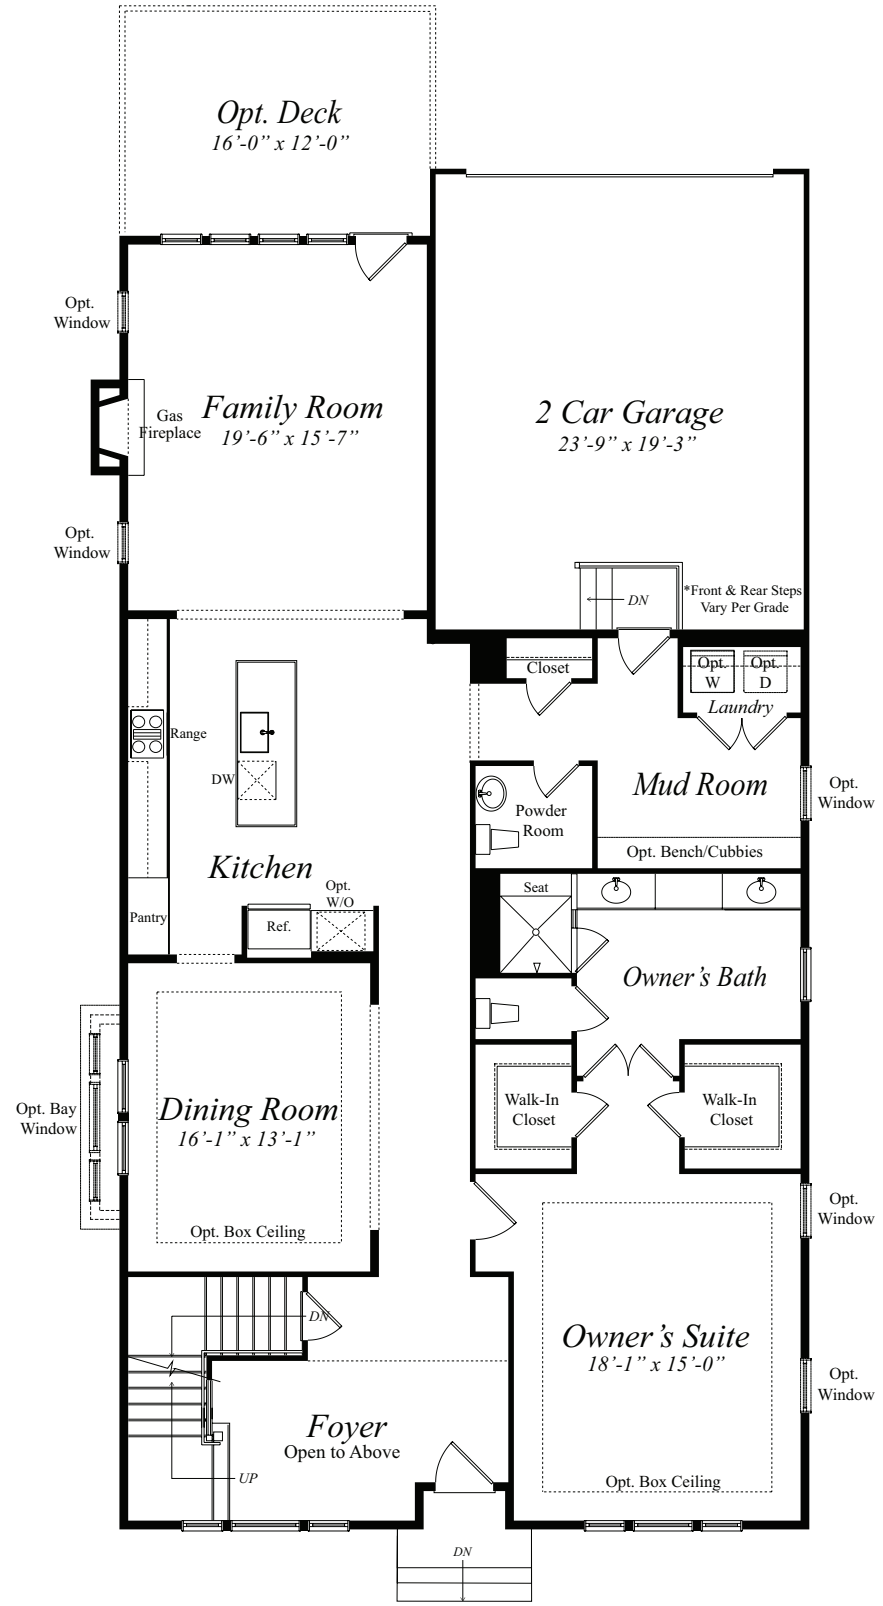 Opt. Deck
16’-0” x 12’-0”
Opt.
Window
Gas
Fireplace
Family Room
19’-6” x 15’-7”
2 Car Garage
23’-9” x 19’-3”
Opt.
Window
DN
*Front & Rear Steps
Vary Per Grade
Closet
Opt.
W
Opt.
D
Laundry
Range
DW
Mud Room
Opt.
Window
Powder
Room
Opt. Bench/Cubbies
Kitchen
Opt.
W/O
Pantry
Ref.
Seat
Owner’s Bath
Opt. Bay
Window
Dining Room
16’-1” x 13’-1”
Walk-In
Closet
Walk-In
Closet
Opt. Box Ceiling
Opt.
Window
DN
Owner’s Suite
18’-1” x 15’-0”
Opt.
Window
Foyer
Open to Above
UP
Opt. Box Ceiling
DN